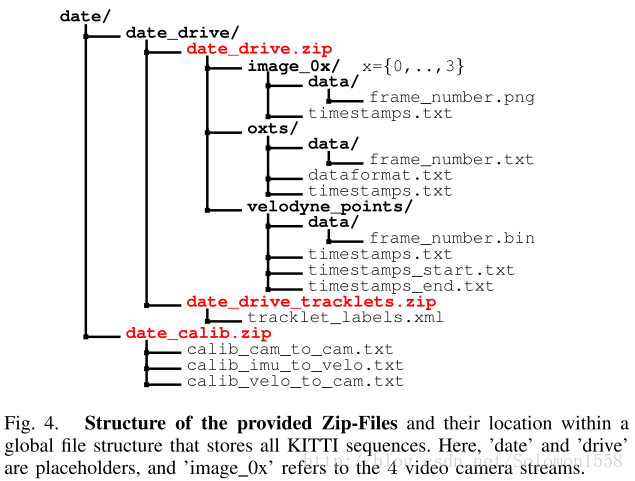 date/
date_drive/
date_drive.zip
image_0x/ x={0,..,3}
data/
frame_number.png
timestamps.txt
oxts/
data/
frame_number.txt
dataformat.txt
timestamps.txt
velodyne_points/
data/
frame_number.bin
timestamps.txt
timestamps_start.txt
timestamps_end.txt
date_drive_tracklets.zip
tracklet_labels.xml
date_calib.zip
calib_cam_to_cam.txt
calib_imu_to_velo.txt
calib_velo_to_cam.txt
Fig. 4. Structure of the provided Zip-Files and their location within a
global file structure that stores all KITTI sequences. Here, 'date' and 'drive'
are placeholders, and 'image_0x' refers to the 4 video camera streams.
http://blog.csdn.net/Solomon1558